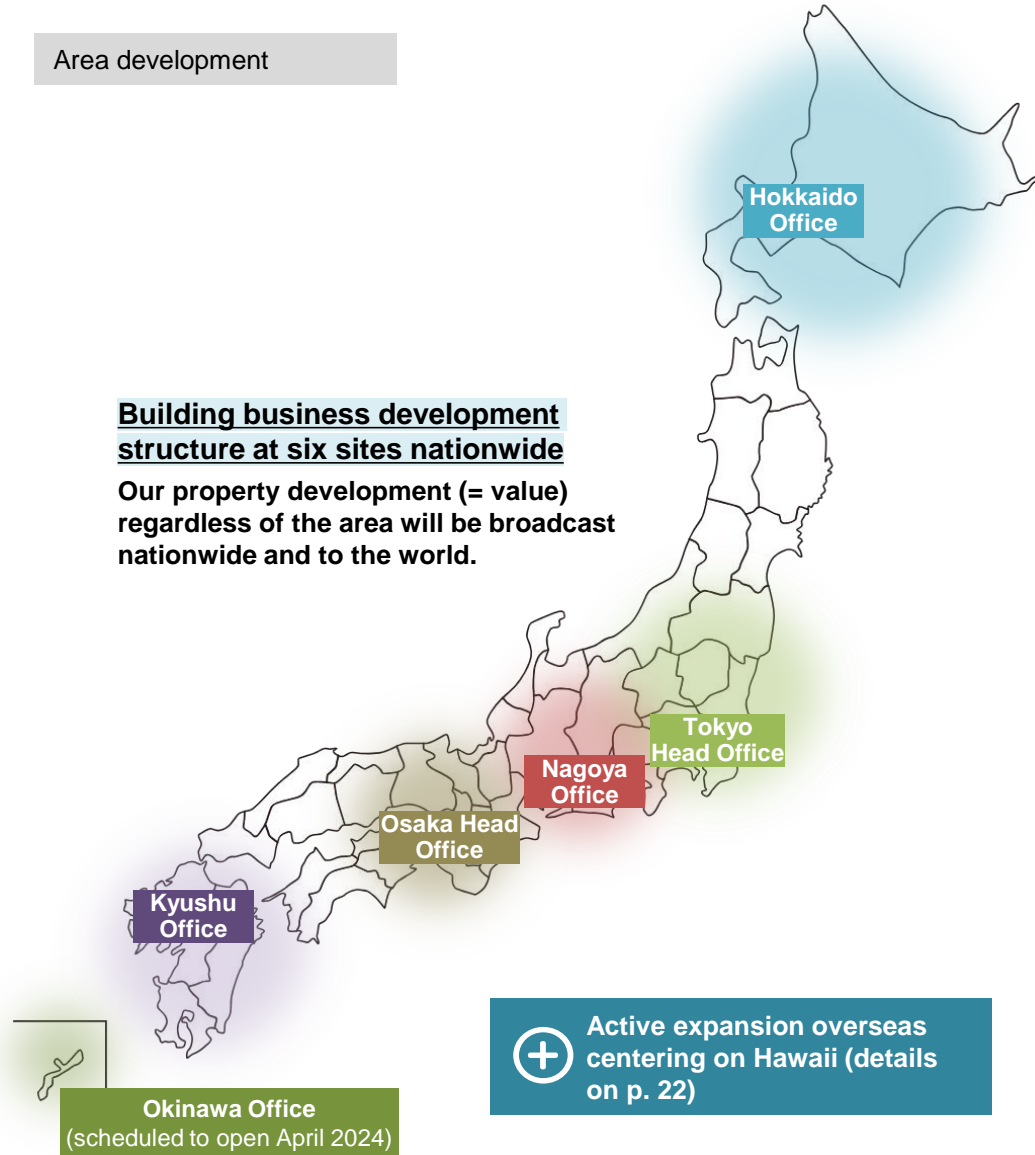 Area development
Hokkaido
Office
Building business development
structure at six sites nationwide
Our property development (= value)
regardless of the area will be broadcast
nationwide and to the world.
Tokyo
Head Office
Nagoya
Office
Osaka Head
Office
Kyushu
Office
Active expansion overseas
centering on Hawaii (details
on p. 22)
Okinawa Office
(scheduled to open April 2024)